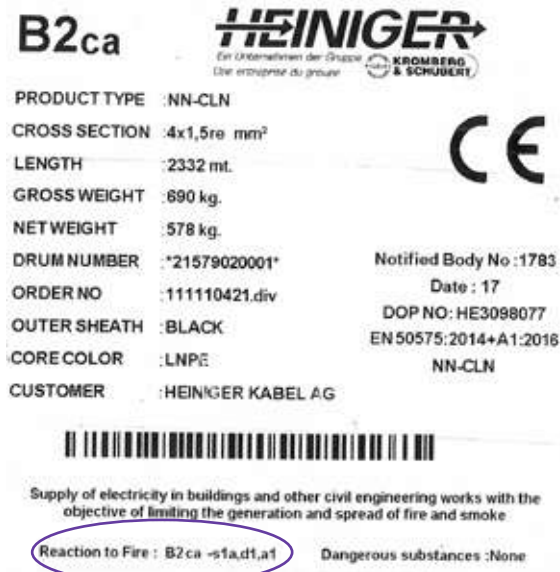 B2ca
HEINIGER
Ein Unternehmen der Gruppe
Une entreprise du groupe
KROMBERG
& SCHUBERT
PRODUCT TYPE :NN-CLN
CROSS SECTION :4x1,5re mm²
LENGTH :2332 mt.
GROSS WEIGHT :690 kg.
NET WEIGHT :578 kg.
DRUM NUMBER :*21579020001*
ORDER NO :111110421.div
OUTER SHEATH :BLACK
CORE COLOR :LNPE
CUSTOMER :HEINIGER KABEL AG
CE
Notified Body No :1783
Date : 17
DOP NO: HE3098077
EN 50575:2014+A1:2016
NN-CLN
Supply of electricity in buildings and other civil engineering works with the
objective of limiting the generation and spread of fire and smoke
Reaction to Fire : B2ca -s1a,d1,a1
Dangerous substances :None